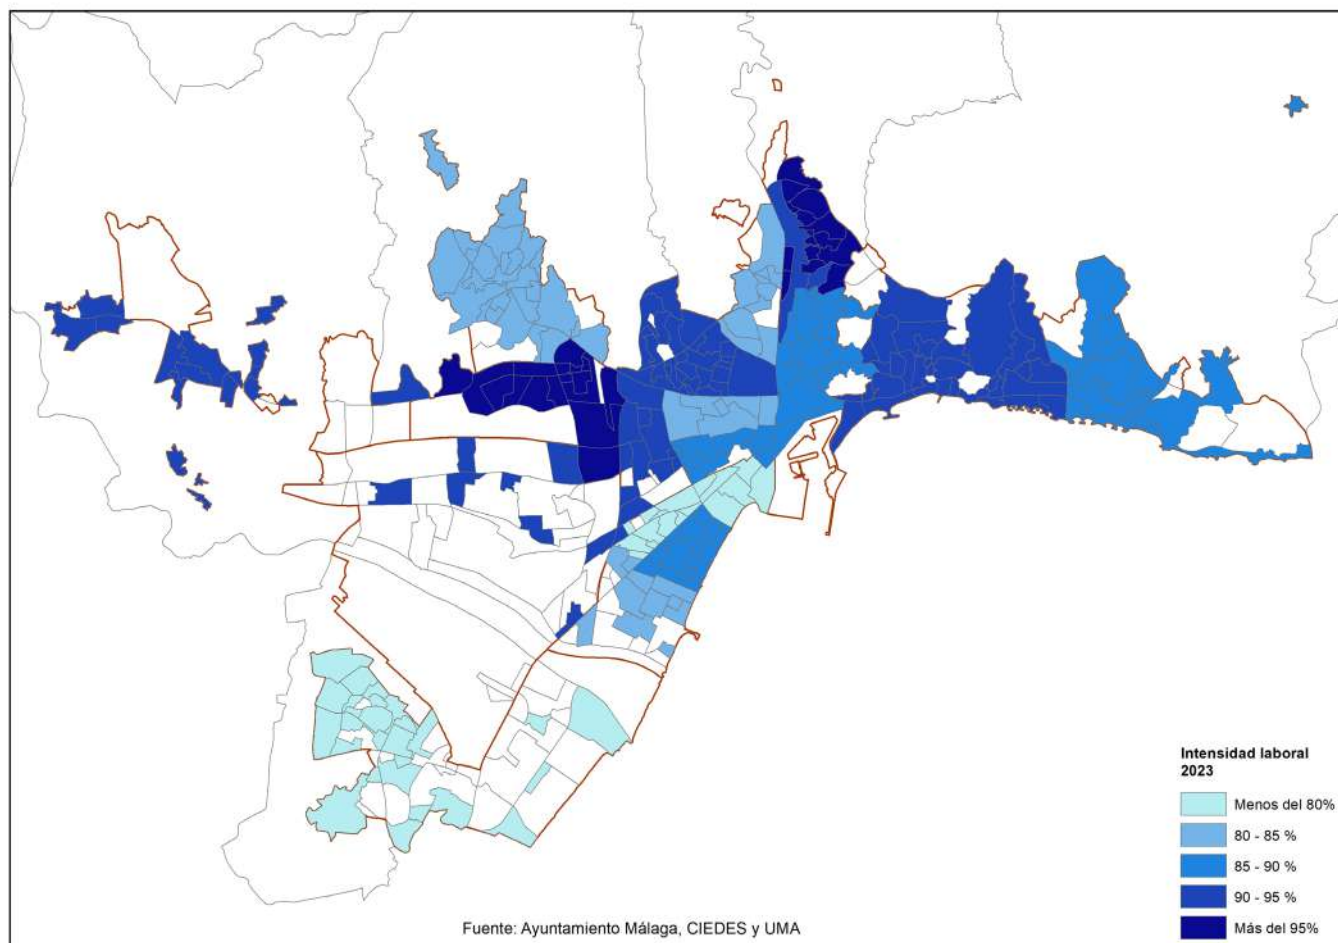 Intensidad laboral
2023
Menos del 80%
80 - 85 %
85 - 90 %
90 - 95 %
Más del 95%
Fuente: Ayuntamiento Málaga, CIEDES y UMA